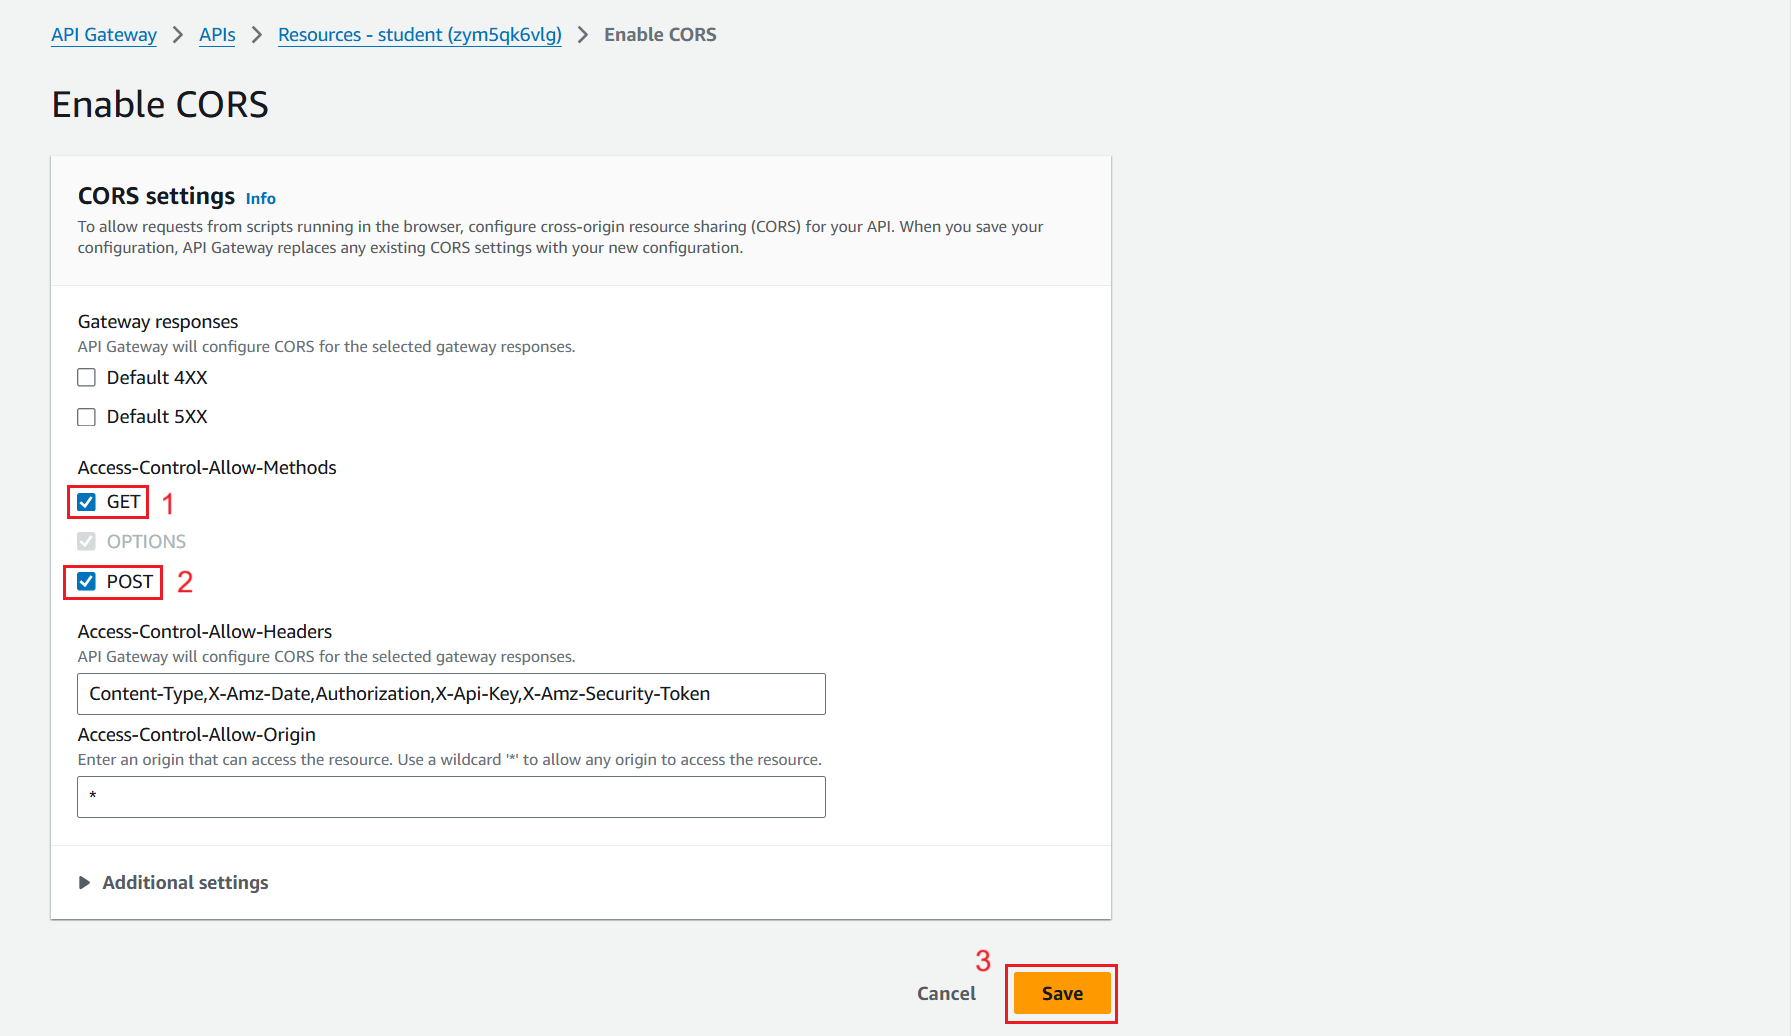 API Gateway > APIs > Resources - student (zym5qk6vlg) > Enable CORS
Enable CORS
CORS settings Info
To allow requests from scripts running in the browser, configure cross-origin resource sharing (CORS) for your API. When you save your
configuration, API Gateway replaces any existing CORS settings with your new configuration.
Gateway responses
API Gateway will configure CORS for the selected gateway responses.
Default 4XX
Default 5XX
Access-Control-Allow-Methods
GET 1
OPTIONS
POST 2
Access-Control-Allow-Headers
API Gateway will configure CORS for the selected gateway responses.
Content-Type,X-Amz-Date,Authorization,X-Api-Key,X-Amz-Security-Token
Access-Control-Allow-Origin
Enter an origin that can access the resource. Use a wildcard '*' to allow any origin to access the resource.
*
Additional settings
3
Cancel Save